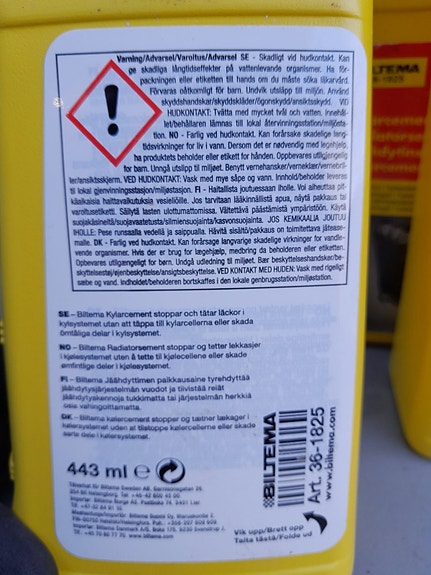 Varning/Advarsel/Varoitus/Advarsel SE - Skadligt vid hudkontakt. Kan
ge skadliga långtidseffekter på vattenlevande organismer. Ha för-
packningen eller etiketten till hands om du måste söka läkarvård.
Förvaras oåtkomligt för barn. Undvik utsläpp till miljön. Använd
skyddshandskar/skyddskläder/ögonskydd/ansiktsskydd. VID
HUDKONTAKT: Tvätta med mycket tvål och vatten. Innehål-
let/behållaren lämnas till lokal återvinningsstation/miljösta-
tion. NO - Farlig ved hudkontakt. Kan forårsake skadelige lang-
tidsvirkninger for liv i vann. Dersom det er nødvendig med legehjelp,
ha produktets beholder eller etikett for hånden. Oppbevares utilgjengelig
for barn. Unngå utslipp til miljøet. Benytt vernehansker/verneklær/vernebril-
ler/ansiktsskjerm. VED HUDKONTAKT: Vask med mye såpe og vann. Innhold/beholder leveres
til lokal gjenvinningsstasjon/miljøstasjon. FI - Haitallista joutuessaan iholle. Voi aiheuttaa pit-
käaikaisia haittavaikutuksia vesieliöille. Jos tarvitaan lääkinnällistä apua, näytä pakkaus tai
varoitusetiketti. Säilytä lasten ulottumattomissa. Vältettävä päästämistä ympäristöön. Käytä
suojakäsineitä/suojavaatetusta/silmiensuojainta/kasvonsuojainta. JOS KEMIKAALIA JOUTUU
IHOLLE: Pese runsaalla vedellä ja saippualla. Hävitä sisältö/pakkaus on toimitettava jätease-
malle. DK - Farlig ved hudkontakt. Kan forårsage langvarige skadelige virkninger for vandle-
vende organismer. Hvis der er brug for lægehjælp, medbring da beholderen eller etiketten.
Opbevares utilgængeligt for børn. Undgå udledning til miljøet. Bær beskyttelseshandsker/be-
skyttelsestøj/øjenbeskyttelse/ansigtsbeskyttelse. VED KONTAKT MED HUDEN: Vask med rigeligt
sæbe og vand. Indholdet/beholderen bortskaffes i den lokale genbrugsstation/miljøstation.
SE – Biltema Kylarcement stoppar och tätar läckor i
kylsystemet utan att täppa till kylarcellerna eller skada
ömtåliga delar i kylsystemet.
NO – Biltema Radiatorsement stopper og tetter lekkasjer
i kjølesystemet uten å tette til kjølecellene eller skade
ømfintlige deler i kjølesystemet.
FI – Biltema Jäähdyttimen paikkausaine tyrehdyttää
jäähdytysjärjestelmän vuodot ja tiivistää reiät
jäähdytyskennoja tukkimatta tai järjestelmän herkkiä
osia vahingoittamatta.
DK – Biltema kølercement stopper og tætner lækager i
kølersystemet uden at tilstoppe kølercellerne eller skade
sarte dele i kølersystemet.
443 ml e
BILTEMA
Art. 36-1825
www.biltema.com
Vik upp/Brett opp
Taita tästä/Folde ud
BILTEMA